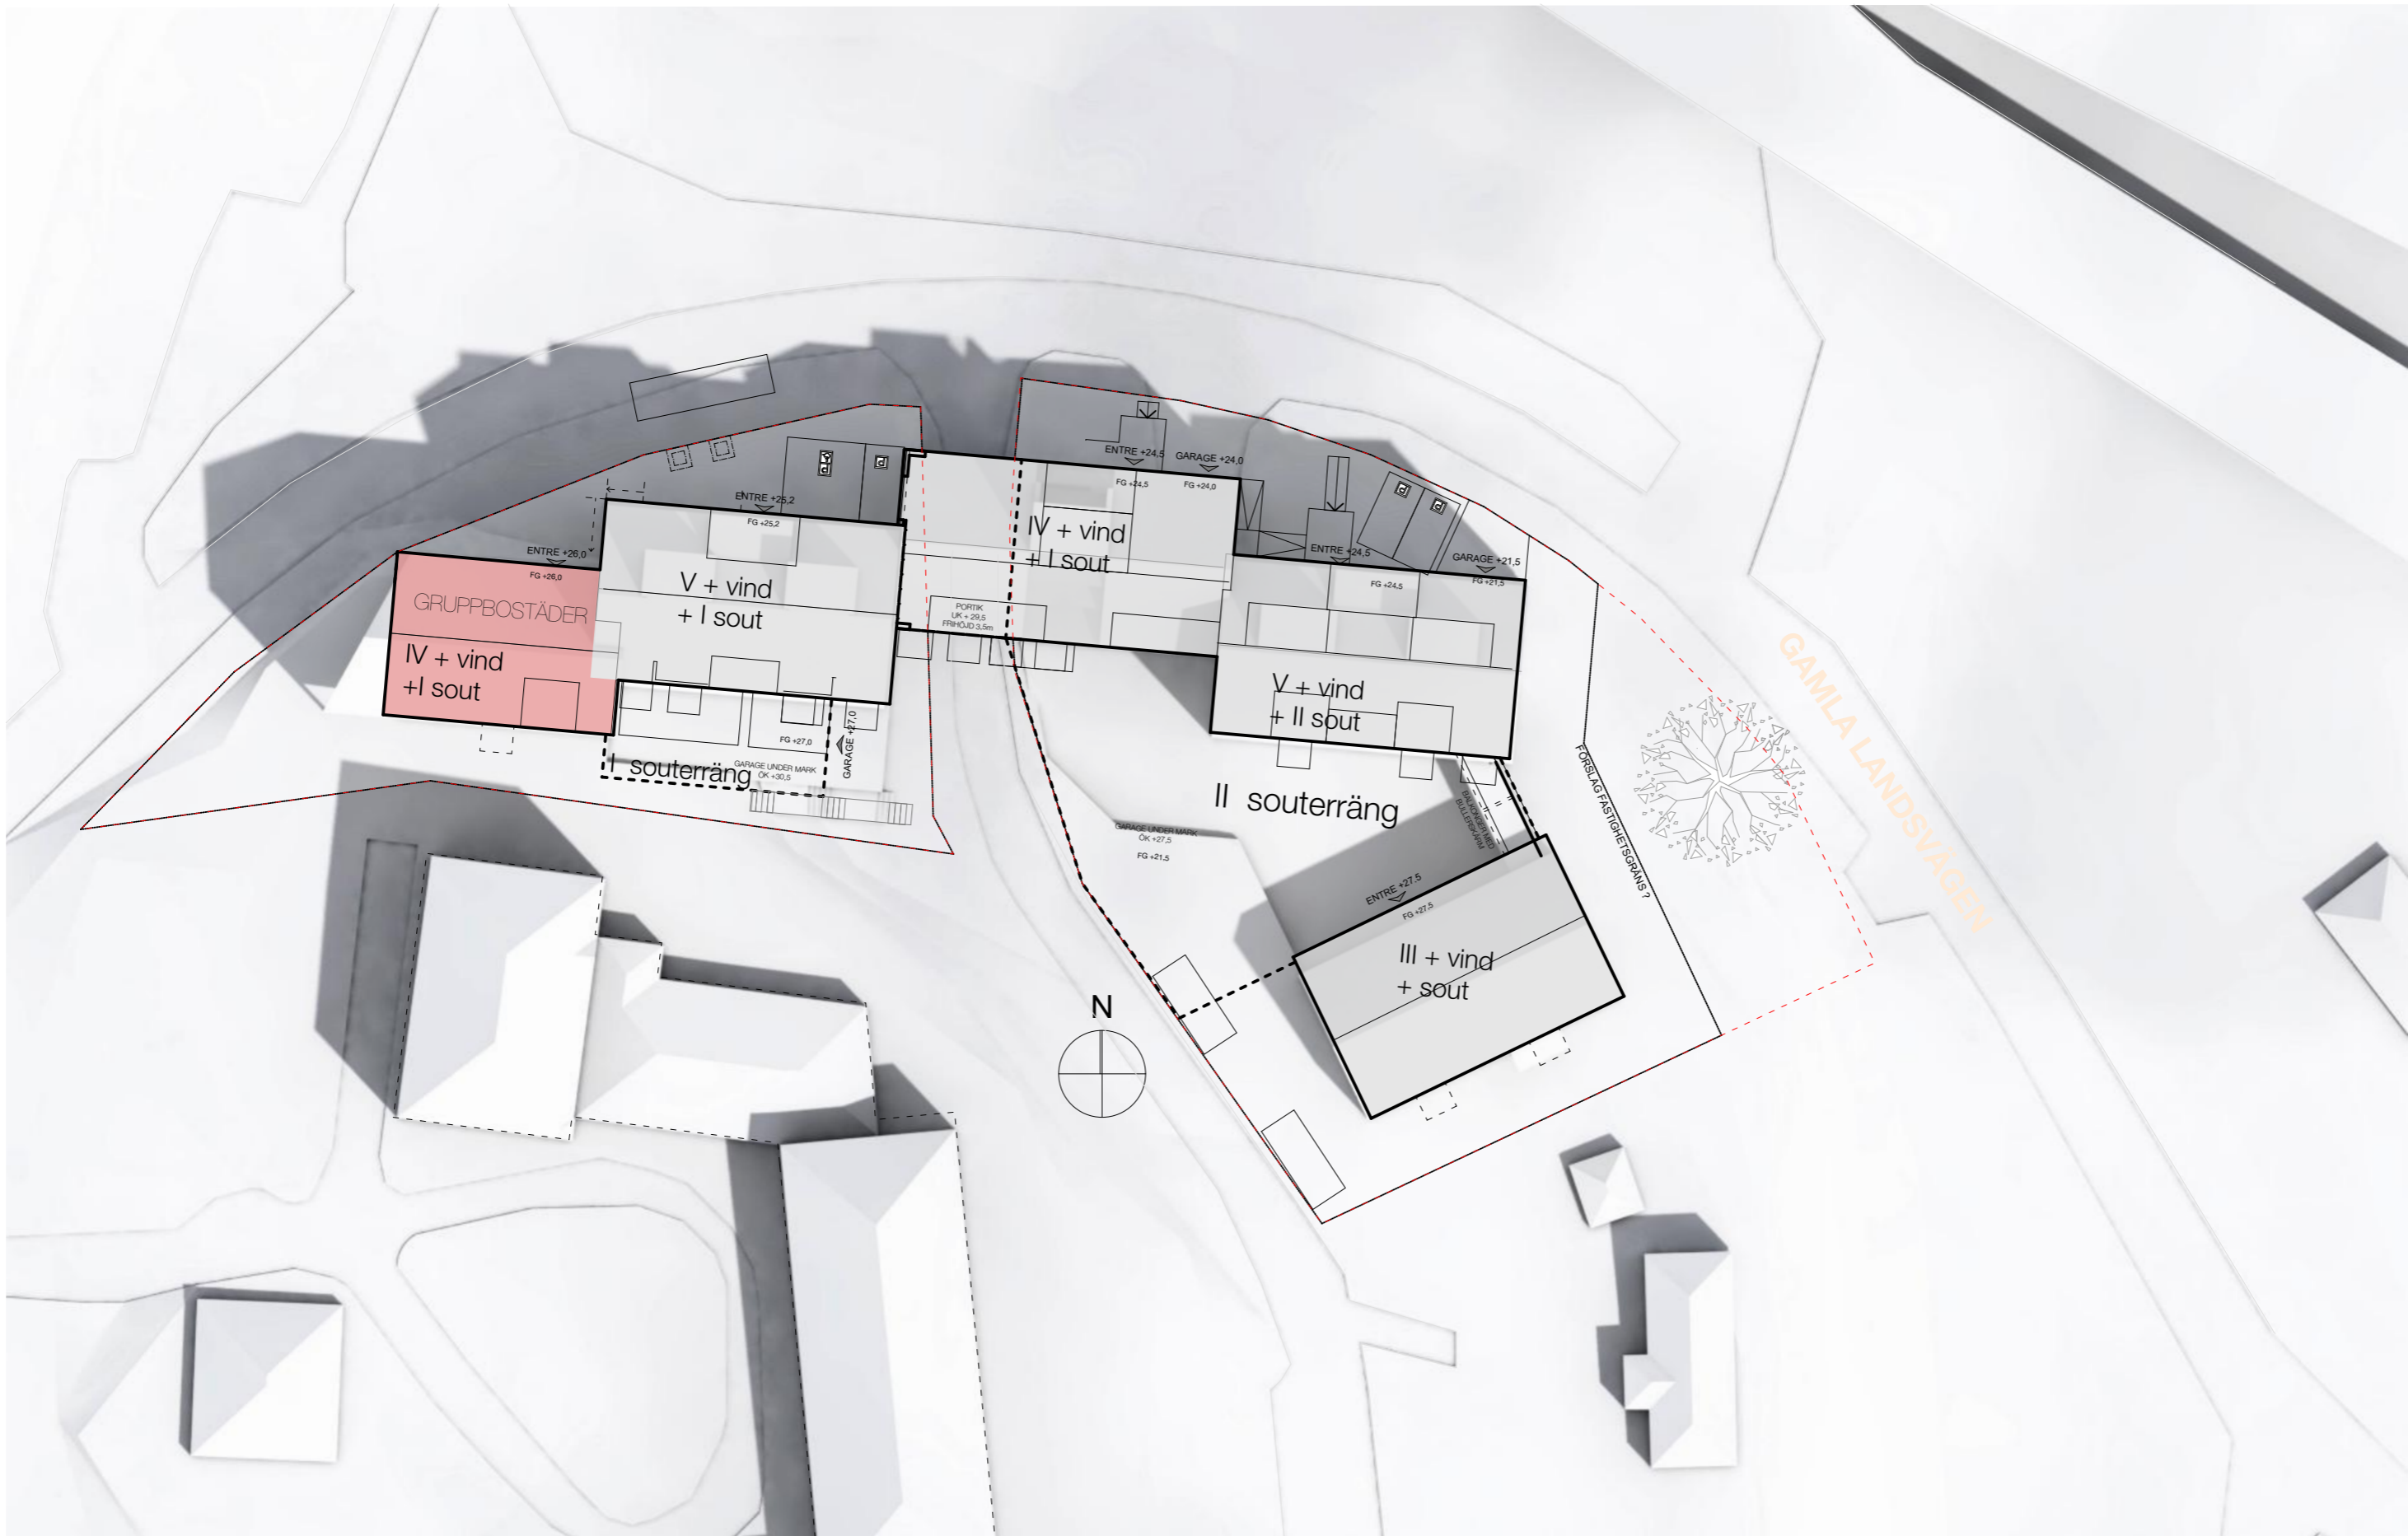 ENTRE +24,5
GARAGE +24,0
FG +24,5
FG +24,0
P
P
P
P
ENTRE +25,2
FG +25,2
IV + vind
+ I sout
ENTRE +24,5
GARAGE +21,5
FG +24,5
FG +21,5
ENTRE +26,0
FG +26,0
GRUPPBOSTÄDER
V + vind
+ I sout
PORTIK
UK + 29,5
FRIHÖJD 3,5m
IV + vind
+I sout
V + vind
+ II sout
GAMLA LANDSVÄGEN
FG +27,0
GARAGE +27,0
I souterräng
GARAGE UNDER MARK
ÖK +30,5
II souterräng
BALKONGER MED
BULLERSKÄRM
FÖRSLAG FASTIGHETSGRÄNS ?
GARAGE UNDER MARK
ÖK +27,5
FG +21,5
ENTRE +27,5
FG +27,5
III + vind
+ sout
N